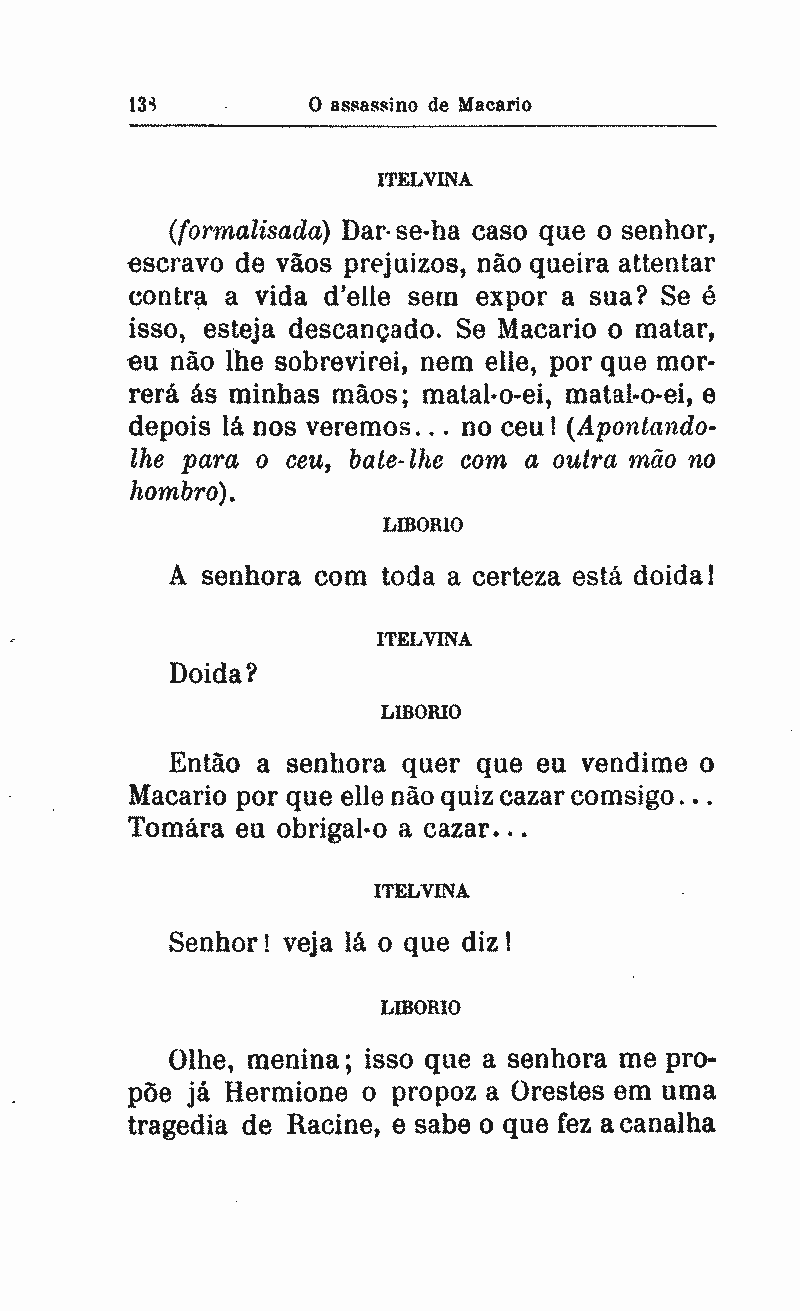 138 O assassino de Macario
ITELVINA
(formalisada) Dar-se-ha caso que o senhor,
escravo de vãos prejuizos, não queira attentar
contra a vida d'elle sem expor a sua? Se é
isso, esteja descançado. Se Macario o matar,
eu não lhe sobrevirei, nem elle, por que mor-
rerá ás minhas mãos; matal-o-ei, matal-o-ei, e
depois lá nos veremos... no ceu! (Apontando-
lhe para o ceu, bate-lhe com a outra mão no
hombro).
LIBORIO
A senhora com toda a certeza está doida!
ITELVINA
Doida?
LIBORIO
Então a senhora quer que eu vendime o
Macario por que elle não quiz cazar comsigo...
Tomára eu obrigal-o a cazar...
ITELVINA
Senhor! veja lá o que diz!
LIBORIO
Olhe, menina; isso que a senhora me pro-
põe já Hermione o propoz a Orestes em uma
tragedia de Racine, e sabe o que fez a canalha